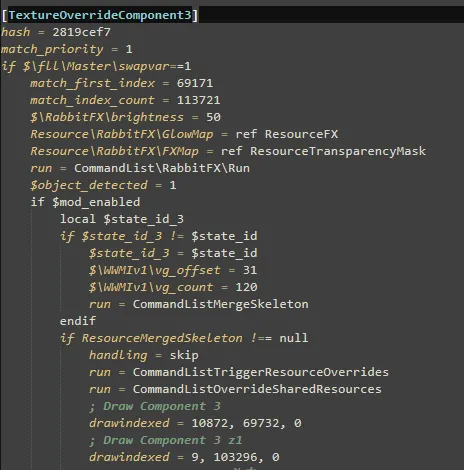 [TextureOverrideComponent3]
hash = 2819cef7
match_priority = 1
if $\fll\Master\swapvar==1
match_first_index = 69171
match_index_count = 113721
$\RabbitFX\brightness = 50
Resource\RabbitFX\GlowMap = ref ResourceFX
Resource\RabbitFX\FXMap = ref ResourceTransparencyMask
run = CommandList\RabbitFX\Run
$object_detected = 1
if $mod_enabled
local $state_id_3
if $state_id_3 != $state_id
$state_id_3 = $state_id
$\WWMIv1\vg_offset = 31
$\WWMIv1\vg_count = 120
run = CommandListMergeSkeleton
endif
if ResourceMergedSkeleton !== null
handling = skip
run = CommandListTriggerResourceOverrides
run = CommandListOverrideSharedResources
; Draw Component 3
drawindexed = 10872, 69732, 0
; Draw Component 3 z1
drawindexed = 9, 103296, 0